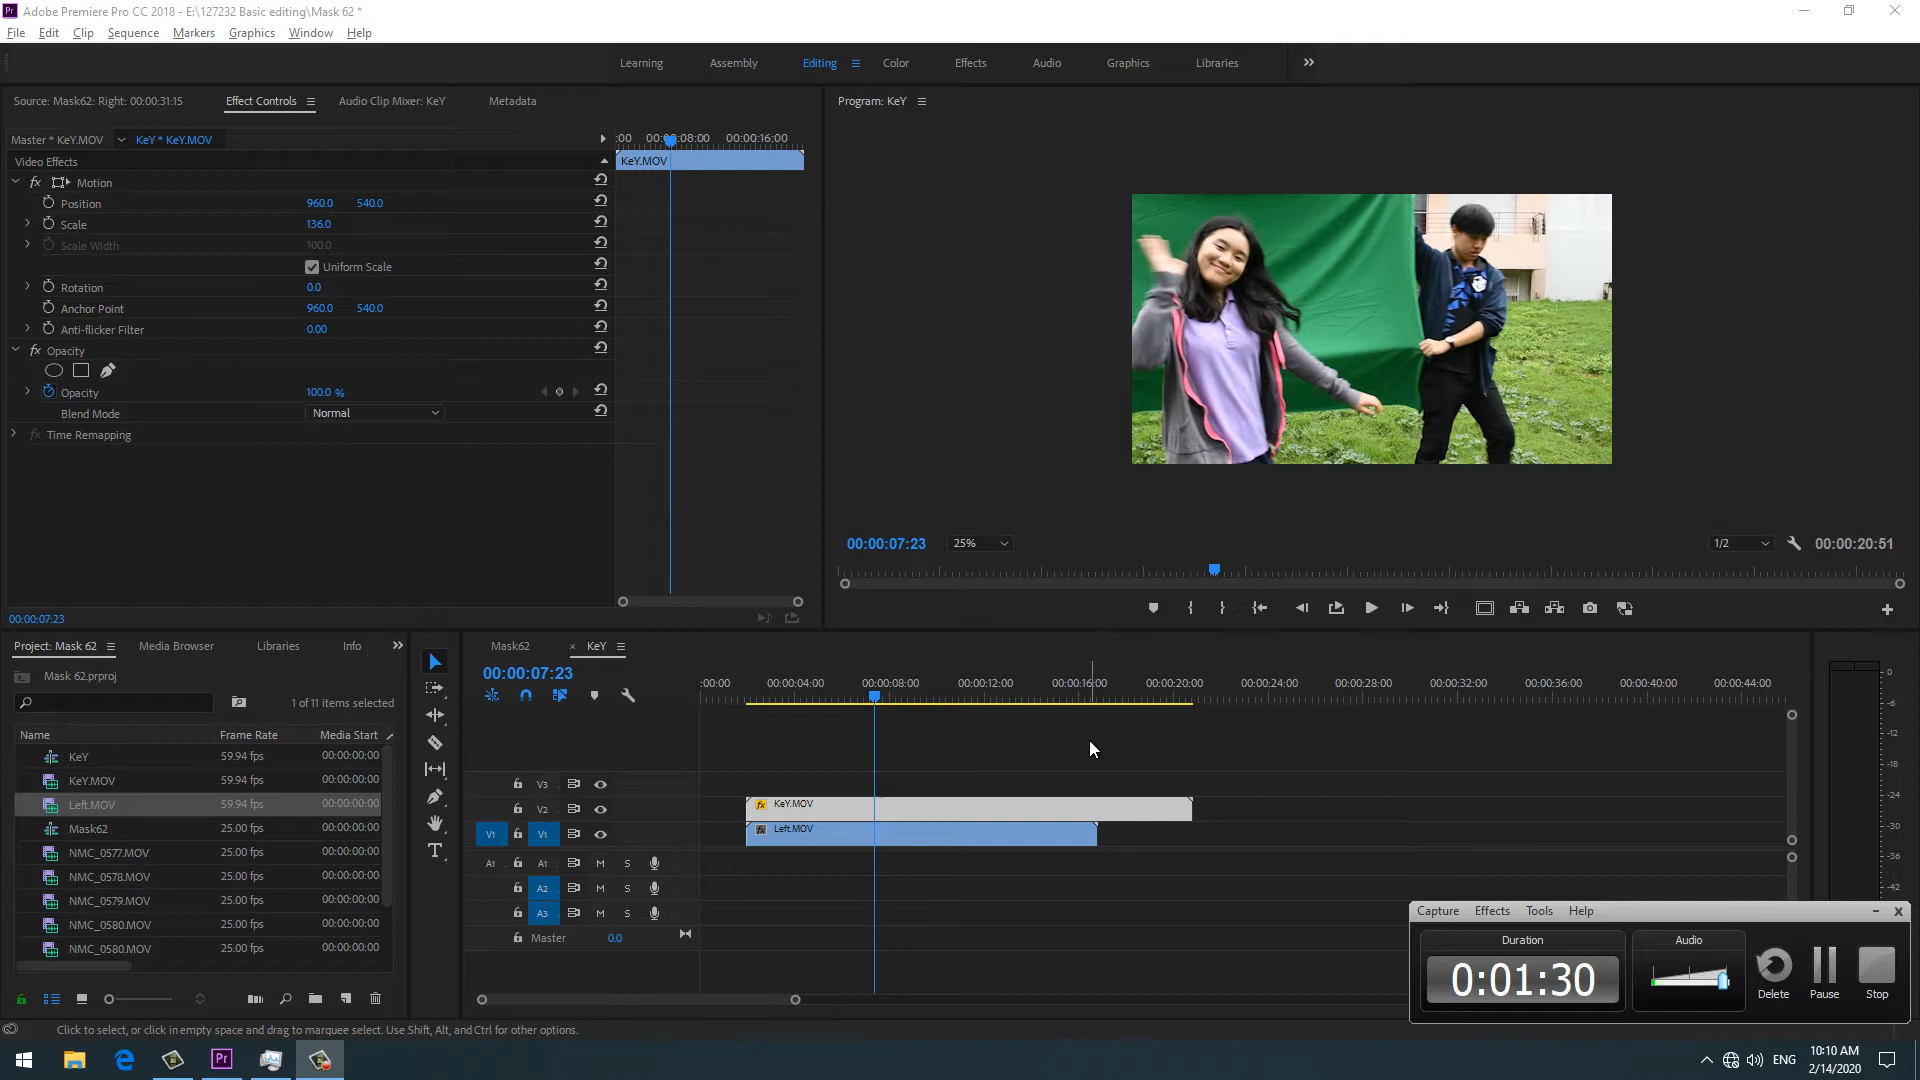 Adobe Premiere Pro CC 2018 - E:\127232 Basic editing\Mask 62 *
File Edit Clip Sequence Markers Graphics Window Help
Learning Assembly Editing Color Effects Audio Graphics Libraries
Source: Mask62: Right: 00:00:31:15 Effect Controls Audio Clip Mixer: KeY Metadata
Program: KeY
Master * KeY.MOV KeY * KeY.MOV
:00 00:00:08:00 00:00:16:00
Video Effects
KeY.MOV
fx Motion
Position 960.0 540.0
Scale 136.0
Scale Width 100.0
Uniform Scale
Rotation 0.0
Anchor Point 960.0 540.0
Anti-flicker Filter 0.00
fx Opacity
Opacity 100.0 %
Blend Mode Normal
fx Time Remapping
00:00:07:23
00:00:07:23 25% 1/2 00:00:20:51
Project: Mask 62 Media Browser Libraries Info
Mask 62.prproj
1 of 11 items selected
Name Frame Rate Media Start
KeY 59.94 fps 00:00:00:00
KeY.MOV 59.94 fps 00:00:00:00
Left.MOV 59.94 fps 00:00:00:00
Mask62 25.00 fps 00:00:00:00
NMC_0577.MOV 25.00 fps 00:00:00:00
NMC_0578.MOV 25.00 fps 00:00:00:00
NMC_0579.MOV 25.00 fps 00:00:00:00
NMC_0580.MOV 25.00 fps 00:00:00:00
NMC_0580.MOV 25.00 fps 00:00:00:00
Mask62 × KeY
00:00:07:23
:00:00 00:00:04:00 00:00:08:00 00:00:12:00 00:00:16:00 00:00:20:00 00:00:24:00 00:00:28:00 00:00:32:00 00:00:36:00 00:00:40:00 00:00:44:00
V3
V2 fx KeY.MOV
V1 V1 fx Left.MOV
A1 A1 M S
A2 M S
A3 M S
Master 0.0
0
-6
-12
-18
-24
-30
-36
-42
Capture Effects Tools Help
Duration Audio
0:01:30
Delete Pause Stop
Click to select, or click in empty space and drag to marquee select. Use Shift, Alt, and Ctrl for other options.
Pr
ENG
10:10 AM
2/14/2020